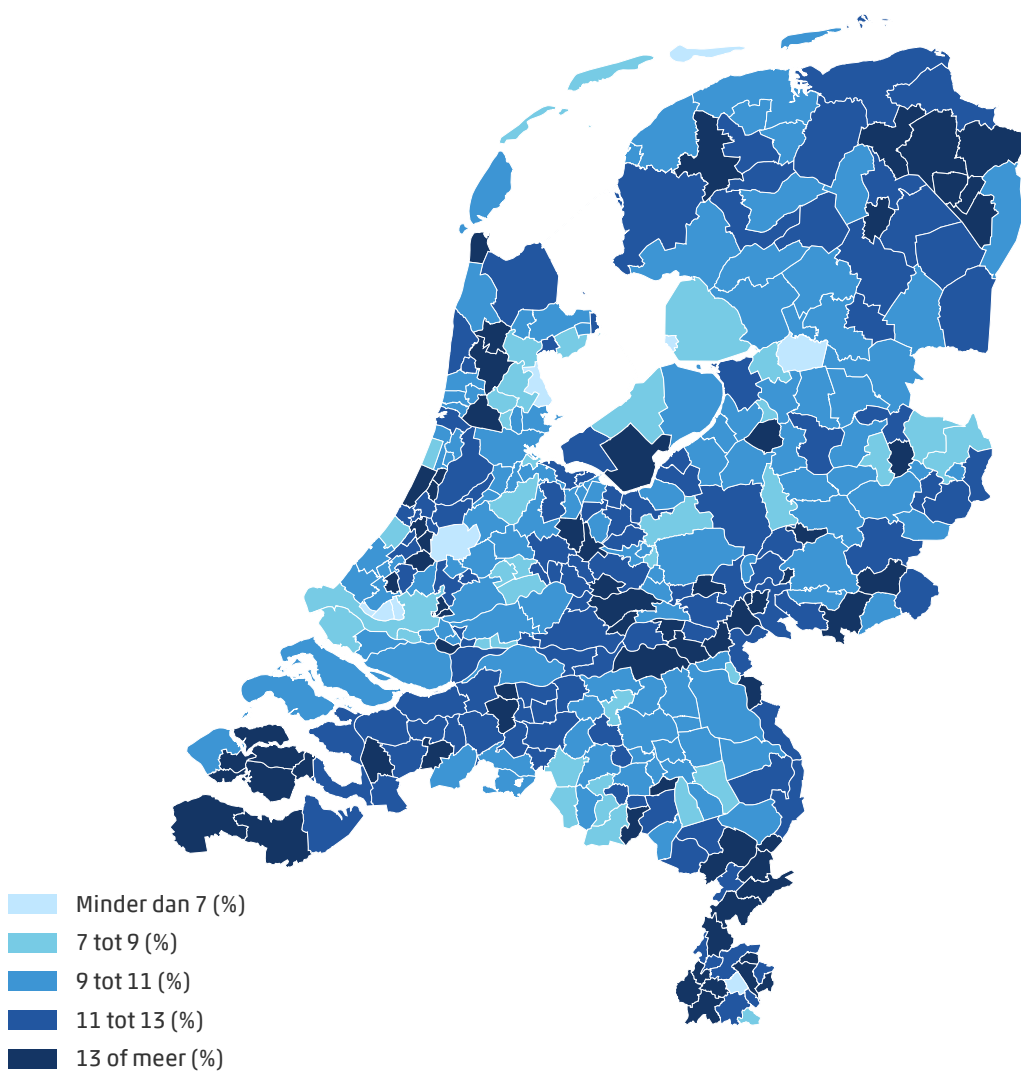 Minder dan 7 (%)
7 tot 9 (%)
9 tot 11 (%)
11 tot 13 (%)
13 of meer (%)